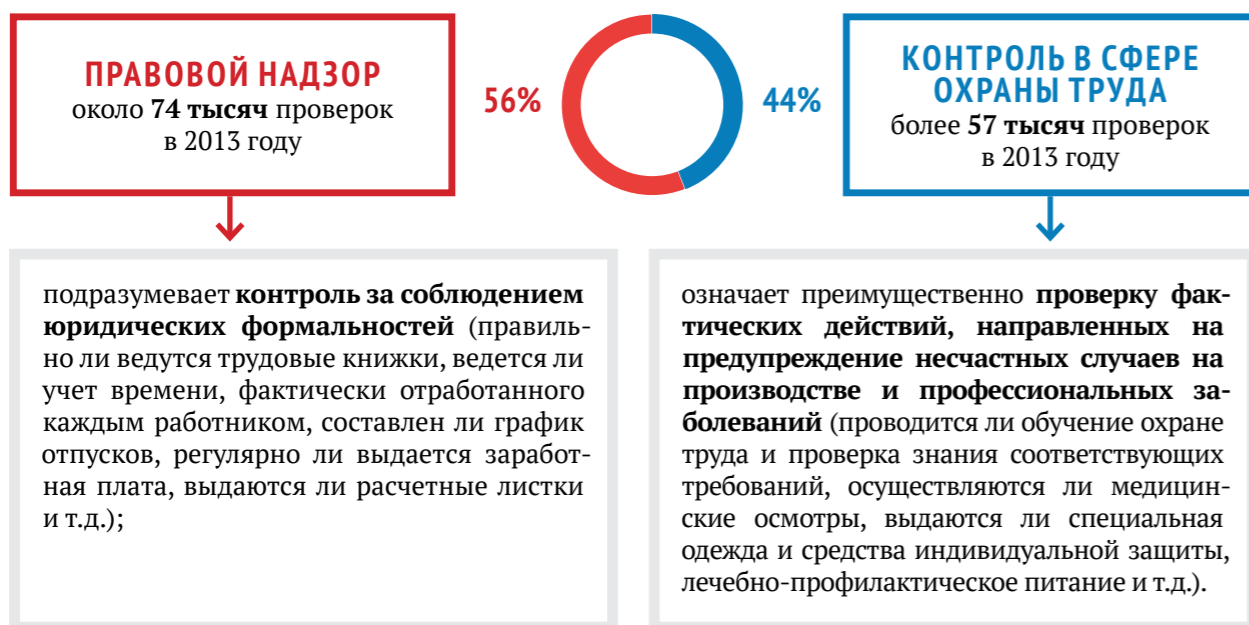 ПРАВОВОЙ НАДЗОР
около 74 тысяч проверок
в 2013 году
56%
44%
КОНТРОЛЬ В СФЕРЕ
ОХРАНЫ ТРУДА
более 57 тысяч проверок
в 2013 году
подразумевает контроль за соблюдением
юридических формальностей (правиль-
но ли ведутся трудовые книжки, ведется ли
учет времени, фактически отработанного
каждым работником, составлен ли график
отпусков, регулярно ли выдается заработ-
ная плата, выдаются ли расчетные листки
и т.д.);
означает преимущественно проверку фак-
тических действий, направленных на
предупреждение несчастных случаев на
производстве и профессиональных за-
болеваний (проводится ли обучение охране
труда и проверка знания соответствующих
требований, осуществляются ли медицин-
ские осмотры, выдаются ли специальная
одежда и средства индивидуальной защиты,
лечебно-профилактическое питание и т.д.).